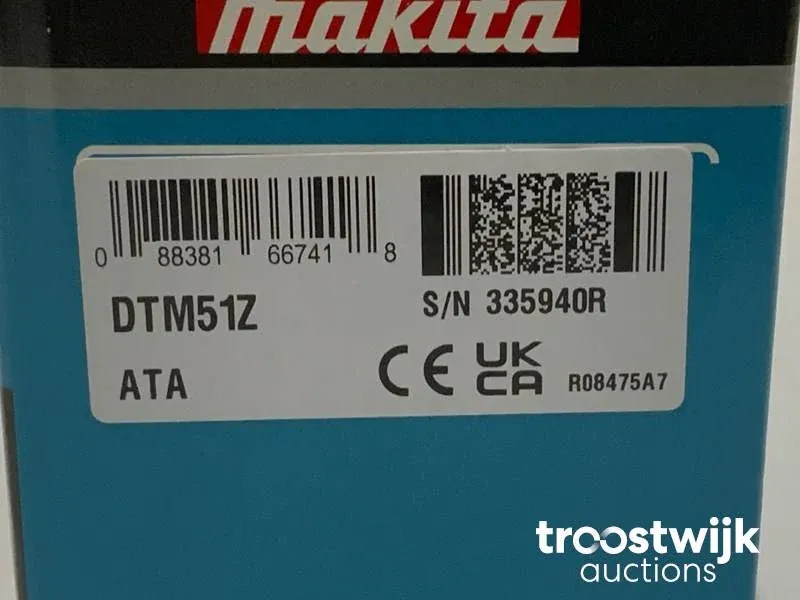 makita
0 88381 66741 8
DTM51Z
S/N 335940R
ATA
CE UK CA
R08475A7
troostwijk
auctions